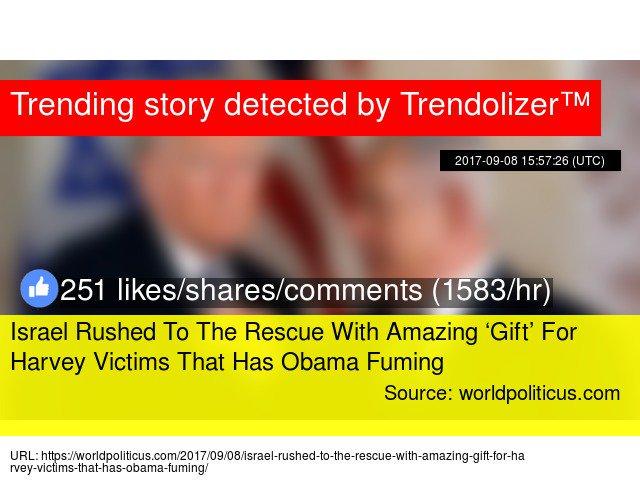 Trending story detected by Trendolizer™
2017-09-08 15:57:26 (UTC)
251 likes/shares/comments (1583/hr)
Israel Rushed To The Rescue With Amazing ‘Gift’ For
Harvey Victims That Has Obama Fuming
Source: worldpoliticus.com
URL: https://worldpoliticus.com/2017/09/08/israel-rushed-to-the-rescue-with-amazing-gift-for-ha
rvey-victims-that-has-obama-fuming/